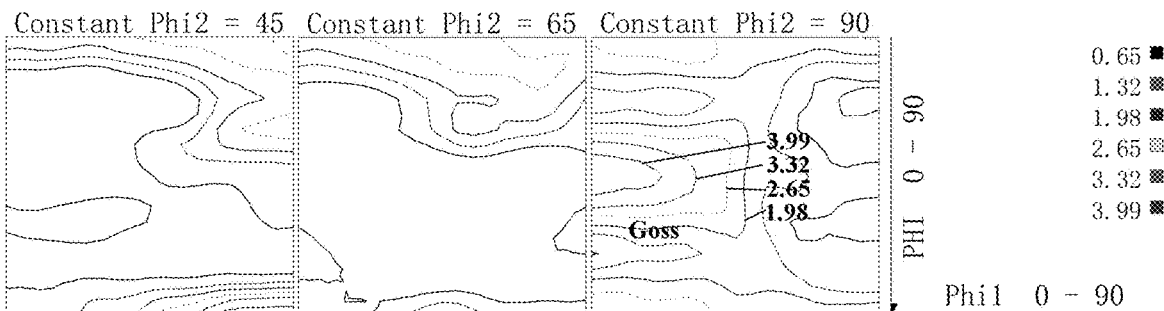 Constant Phi2 = 45 Constant Phi2 = 65 Constant Phi2 = 90
0.65
1.32
1.98
2.65
3.32
3.99
3.99
3.32
2.65
1.98
Goss
PHI 0 - 90
Phi1 0 - 90